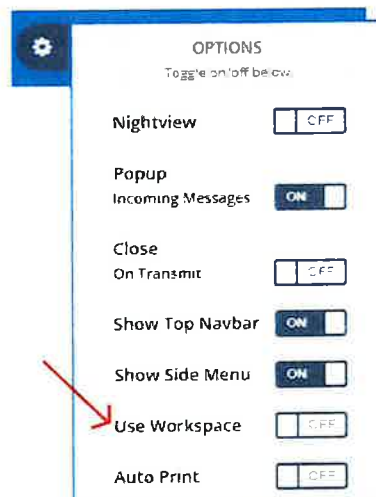 OPTIONS
Toggle on/off below.
Nightview OFF
Popup
Incoming Messages ON
Close
On Transmit OFF
Show Top Navbar ON
Show Side Menu ON
Use Workspace OFF
Auto Print OFF